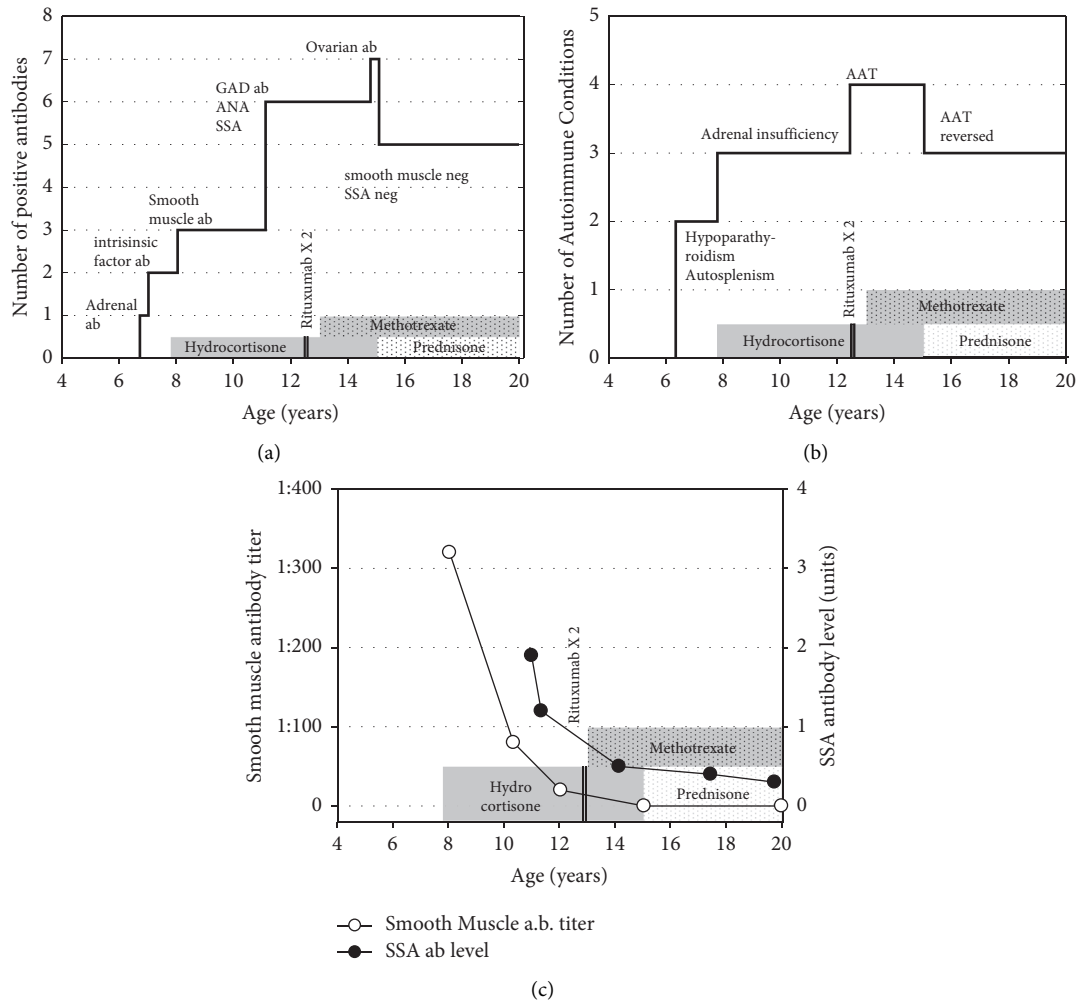 8
7
6
5
4
3
2
1
0
Number of positive antibodies
Ovarian ab
GAD ab
ANA
SSA
Smooth
muscle ab
intrisinsic
factor ab
Adrenal
ab
smooth muscle neg
SSA neg
Rituxumab X 2
Methotrexate
Hydrocortisone
Prednisone
4 6 8 10 12 14 16 18 20
Age (years)
(a)
5
4
3
2
1
0
Number of Autoimmune Conditions
AAT
Adrenal insufficiency
AAT
reversed
Hypoparathy-
roidism
Autosplenism
Rituxumab X 2
Methotrexate
Hydrocortisone
Prednisone
4 6 8 10 12 14 16 18 20
Age (years)
(b)
1:400
1:300
1:200
1:100
0
Smooth muscle antibody titer
4
3
2
1
0
SSA antibody level (units)
Rituxumab X 2
Methotrexate
Hydro
cortisone
Prednisone
4 6 8 10 12 14 16 18 20
Age (years)
Smooth Muscle a.b. titer
SSA ab level
(c)